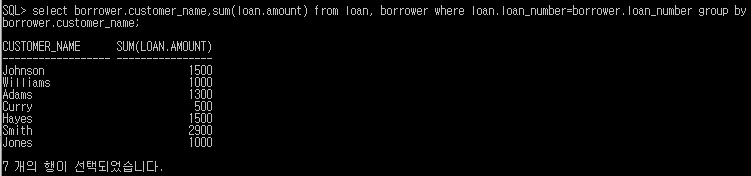 SQL> select borrower.customer_name,sum(loan.amount) from loan, borrower where loan.loan_number=borrower.loan_number group by
borrower.customer_name;
CUSTOMER_NAME SUM(LOAN.AMOUNT)
------------------ ----------------
Johnson 1500
Williams 1000
Adams 1300
Curry 500
Hayes 1500
Smith 2900
Jones 1000
7 개의 행이 선택되었습니다.